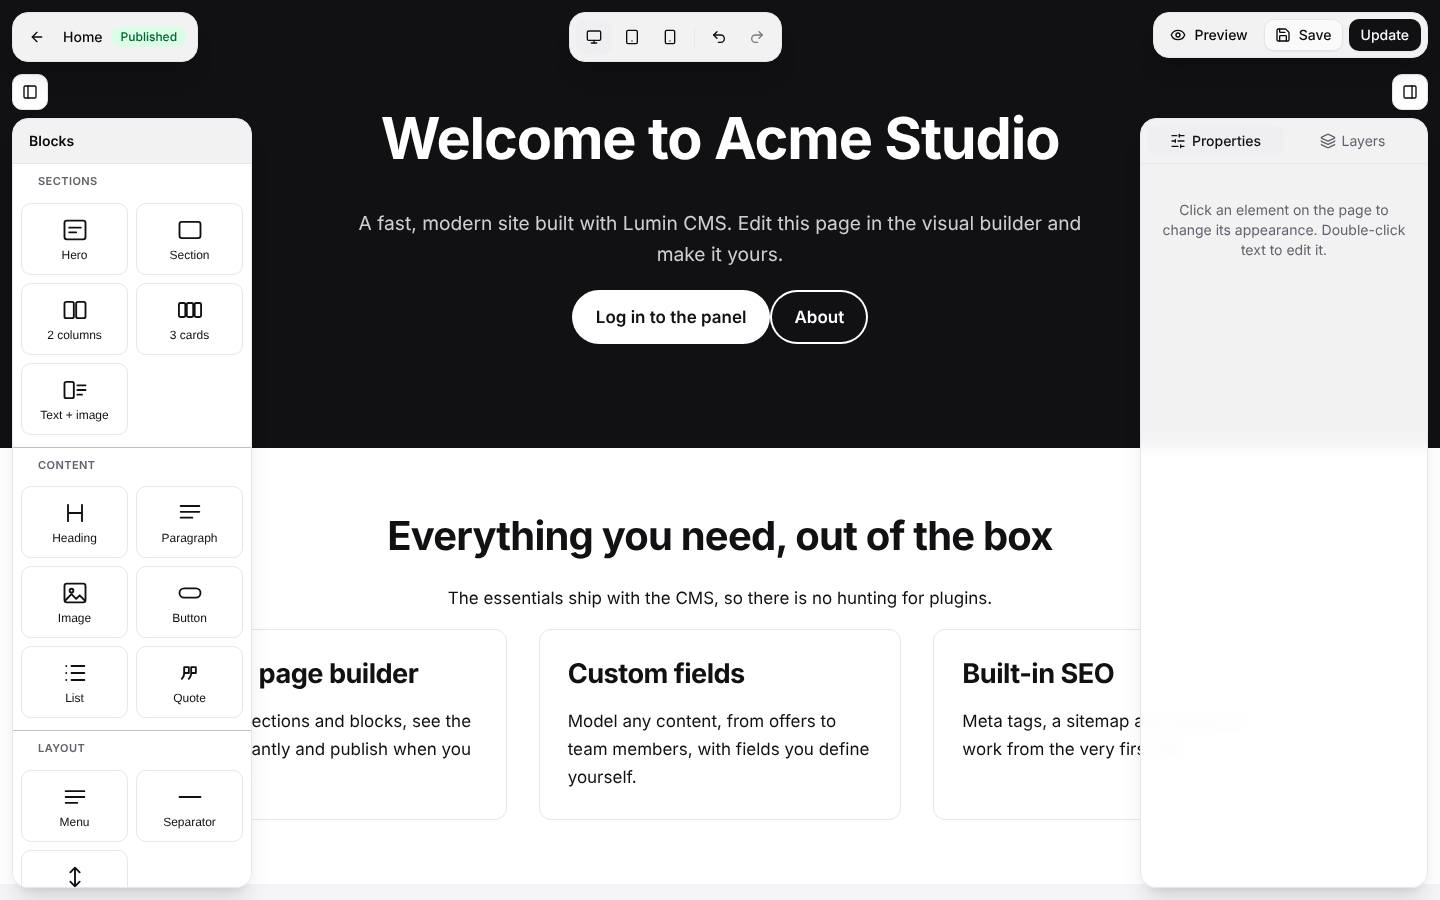 Home
Published
Preview
Save
Update
Blocks
SECTIONS
Hero
Section
2 columns
3 cards
Text + image
CONTENT
Heading
Paragraph
Image
Button
List
Quote
LAYOUT
Menu
Separator
Welcome to Acme Studio
A fast, modern site built with Lumin CMS. Edit this page in the visual builder and
make it yours.
Log in to the panel
About
Everything you need, out of the box
The essentials ship with the CMS, so there is no hunting for plugins.
page builder
ections and blocks, see the
antly and publish when you
Custom fields
Model any content, from offers to
team members, with fields you define
yourself.
Built-in SEO
Meta tags, a sitemap a
work from the very firs
Properties
Layers
Click an element on the page to
change its appearance. Double-click
text to edit it.